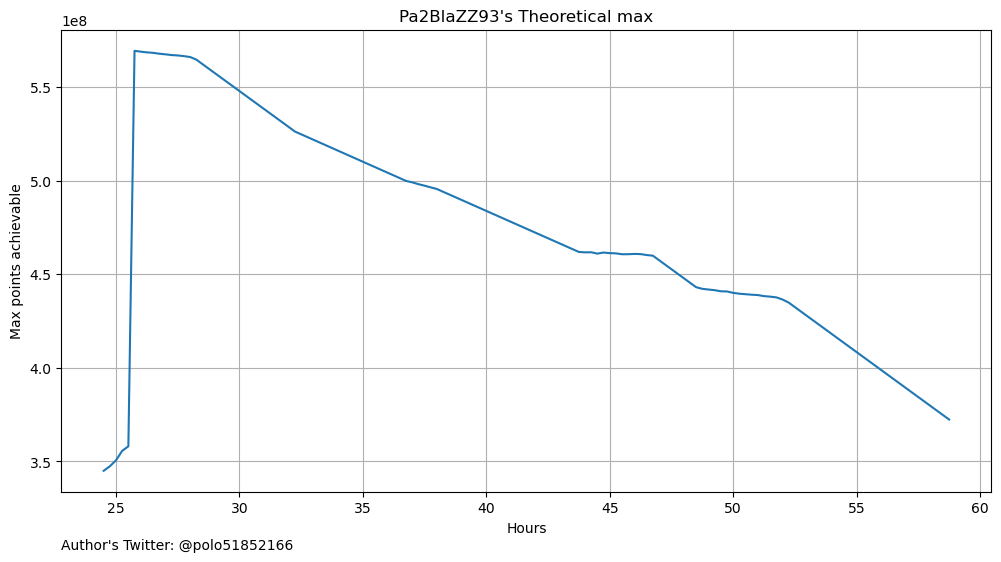 Pa2BlaZZ93's Theoretical max
1e8
5.5
5.0
4.5
4.0
3.5
Max points achievable
25 30 35 40 45 50 55 60
Hours
Author's Twitter: @polo51852166